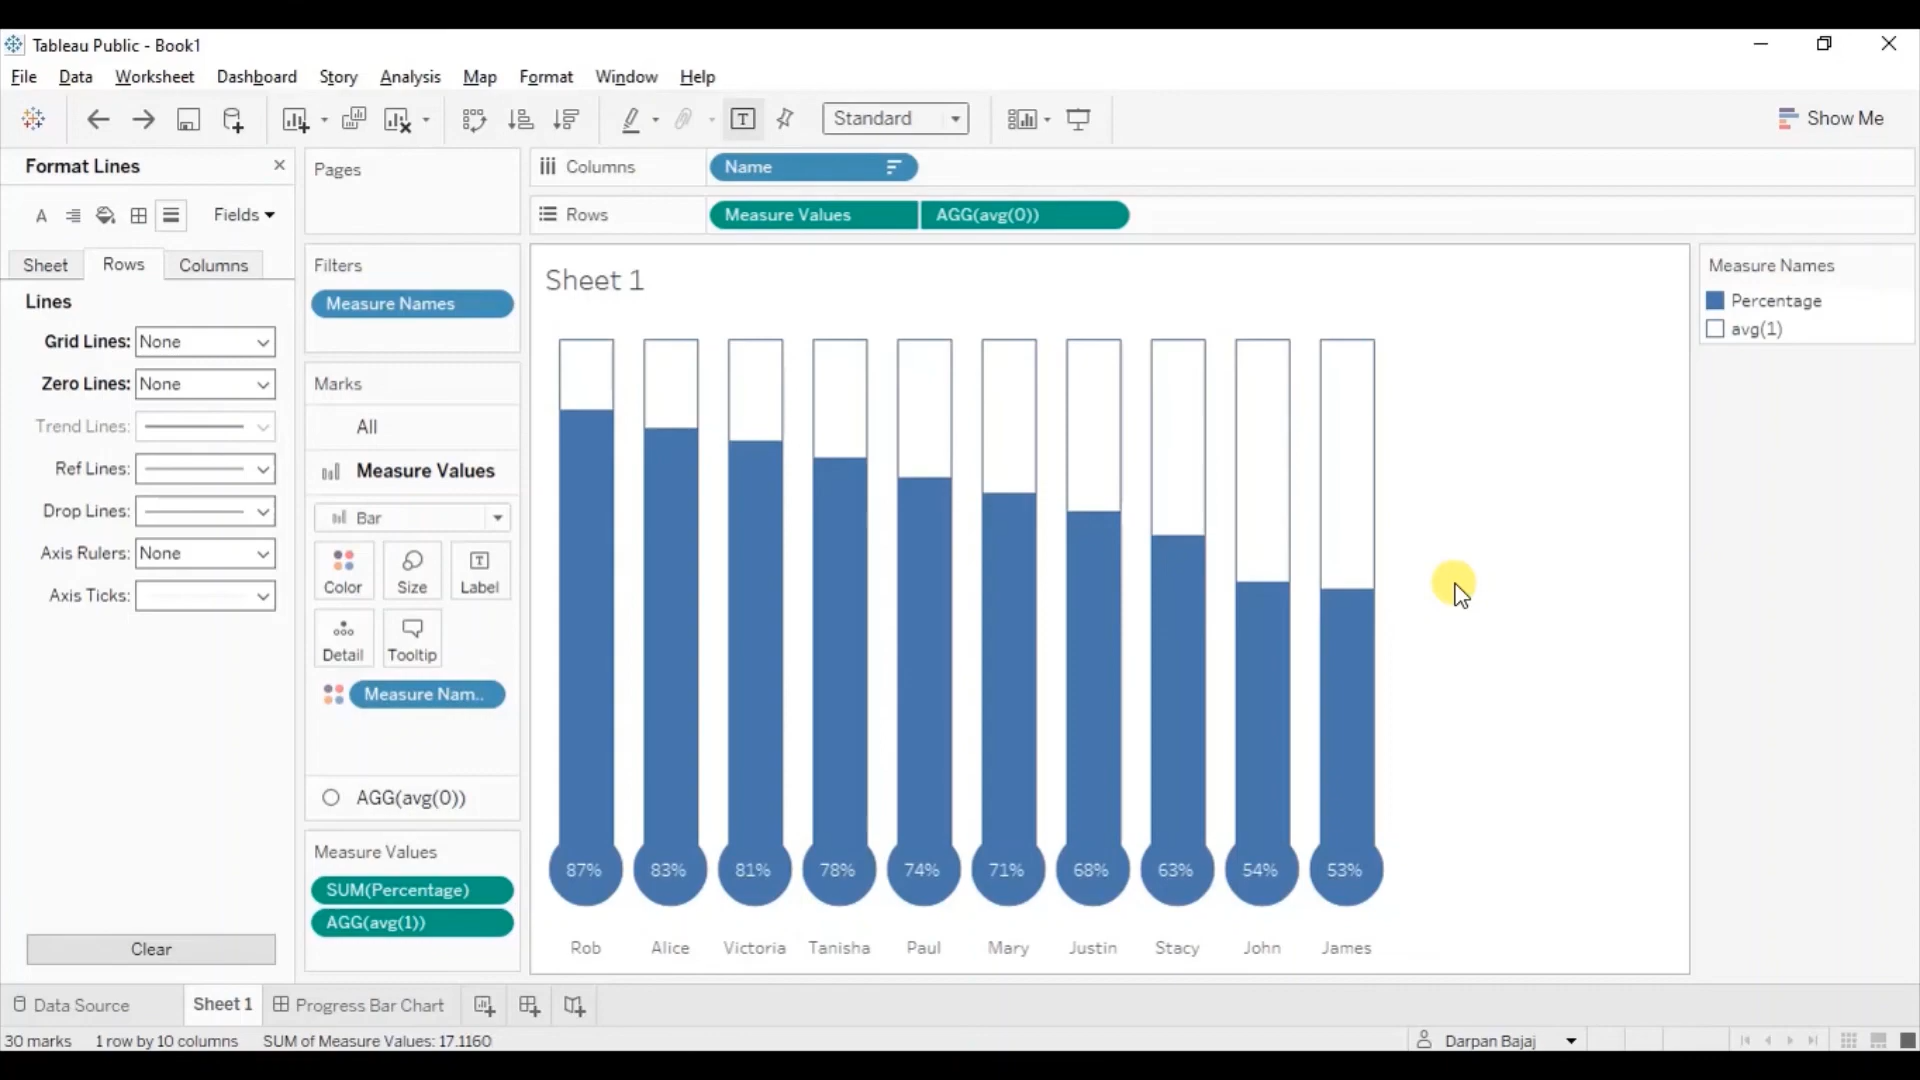 Tableau Public - Book1
File Data Worksheet Dashboard Story Analysis Map Format Window Help
Standard
Show Me
Format Lines
A
Fields
Sheet Rows Columns
Lines
Grid Lines: None
Zero Lines: None
Trend Lines:
Ref Lines:
Drop Lines:
Axis Rulers: None
Axis Ticks:
Clear
Pages
Filters
Measure Names
Marks
All
Measure Values
Bar
Color Size Label
Detail Tooltip
Measure Nam..
AGG(avg(0))
Measure Values
SUM(Percentage)
AGG(avg(1))
Columns Name
Rows Measure Values AGG(avg(0))
Sheet 1
87% 83% 81% 78% 74% 71% 68% 63% 54% 53%
Rob Alice Victoria Tanisha Paul Mary Justin Stacy John James
Measure Names
Percentage
avg(1)
Data Source Sheet 1 Progress Bar Chart
30 marks 1 row by 10 columns SUM of Measure Values: 17.1160
Darpan Bajaj